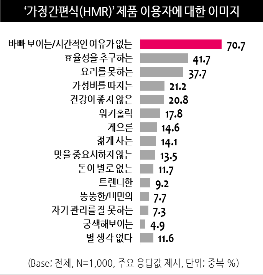 ‘가정간편식(HMR)’ 제품 이용자에 대한 이미지
바빠 보이는/시간적인 여유가 없는 70.7
효율성을 추구하는 41.7
요리를 못하는 37.7
가성비를 따지는 21.2
건강이 좋지 않은 20.8
워커홀릭 17.8
게으른 14.6
젊게 사는 14.1
맛을 중요시하지 않는 13.5
돈이 별로 없는 11.7
트렌디한 9.2
뚱뚱한/비만의 7.7
자기 관리를 잘 못하는 7.3
궁색해보이는 4.9
별 생각 없다 11.6
(Base: 전체, N=1,000, 주요 응답값 제시, 단위: 중복 %)